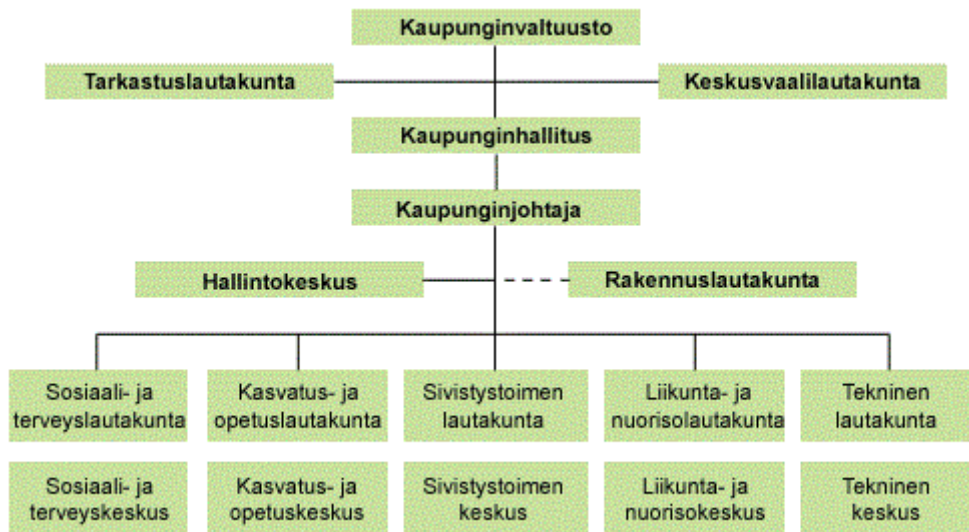 Kaupunginvaltuusto
Tarkastuslautakunta
Keskusvaalilautakunta
Kaupunginhallitus
Kaupunginjohtaja
Hallintokeskus
Rakennuslautakunta
Sosiaali- ja
terveyslautakunta
Kasvatus- ja
opetuslautakunta
Sivistystoimen
lautakunta
Liikunta- ja
nuorisolautakunta
Tekninen
lautakunta
Sosiaali- ja
terveyskeskus
Kasvatus- ja
opetuskeskus
Sivistystoimen
keskus
Liikunta- ja
nuorisokeskus
Tekninen
keskus